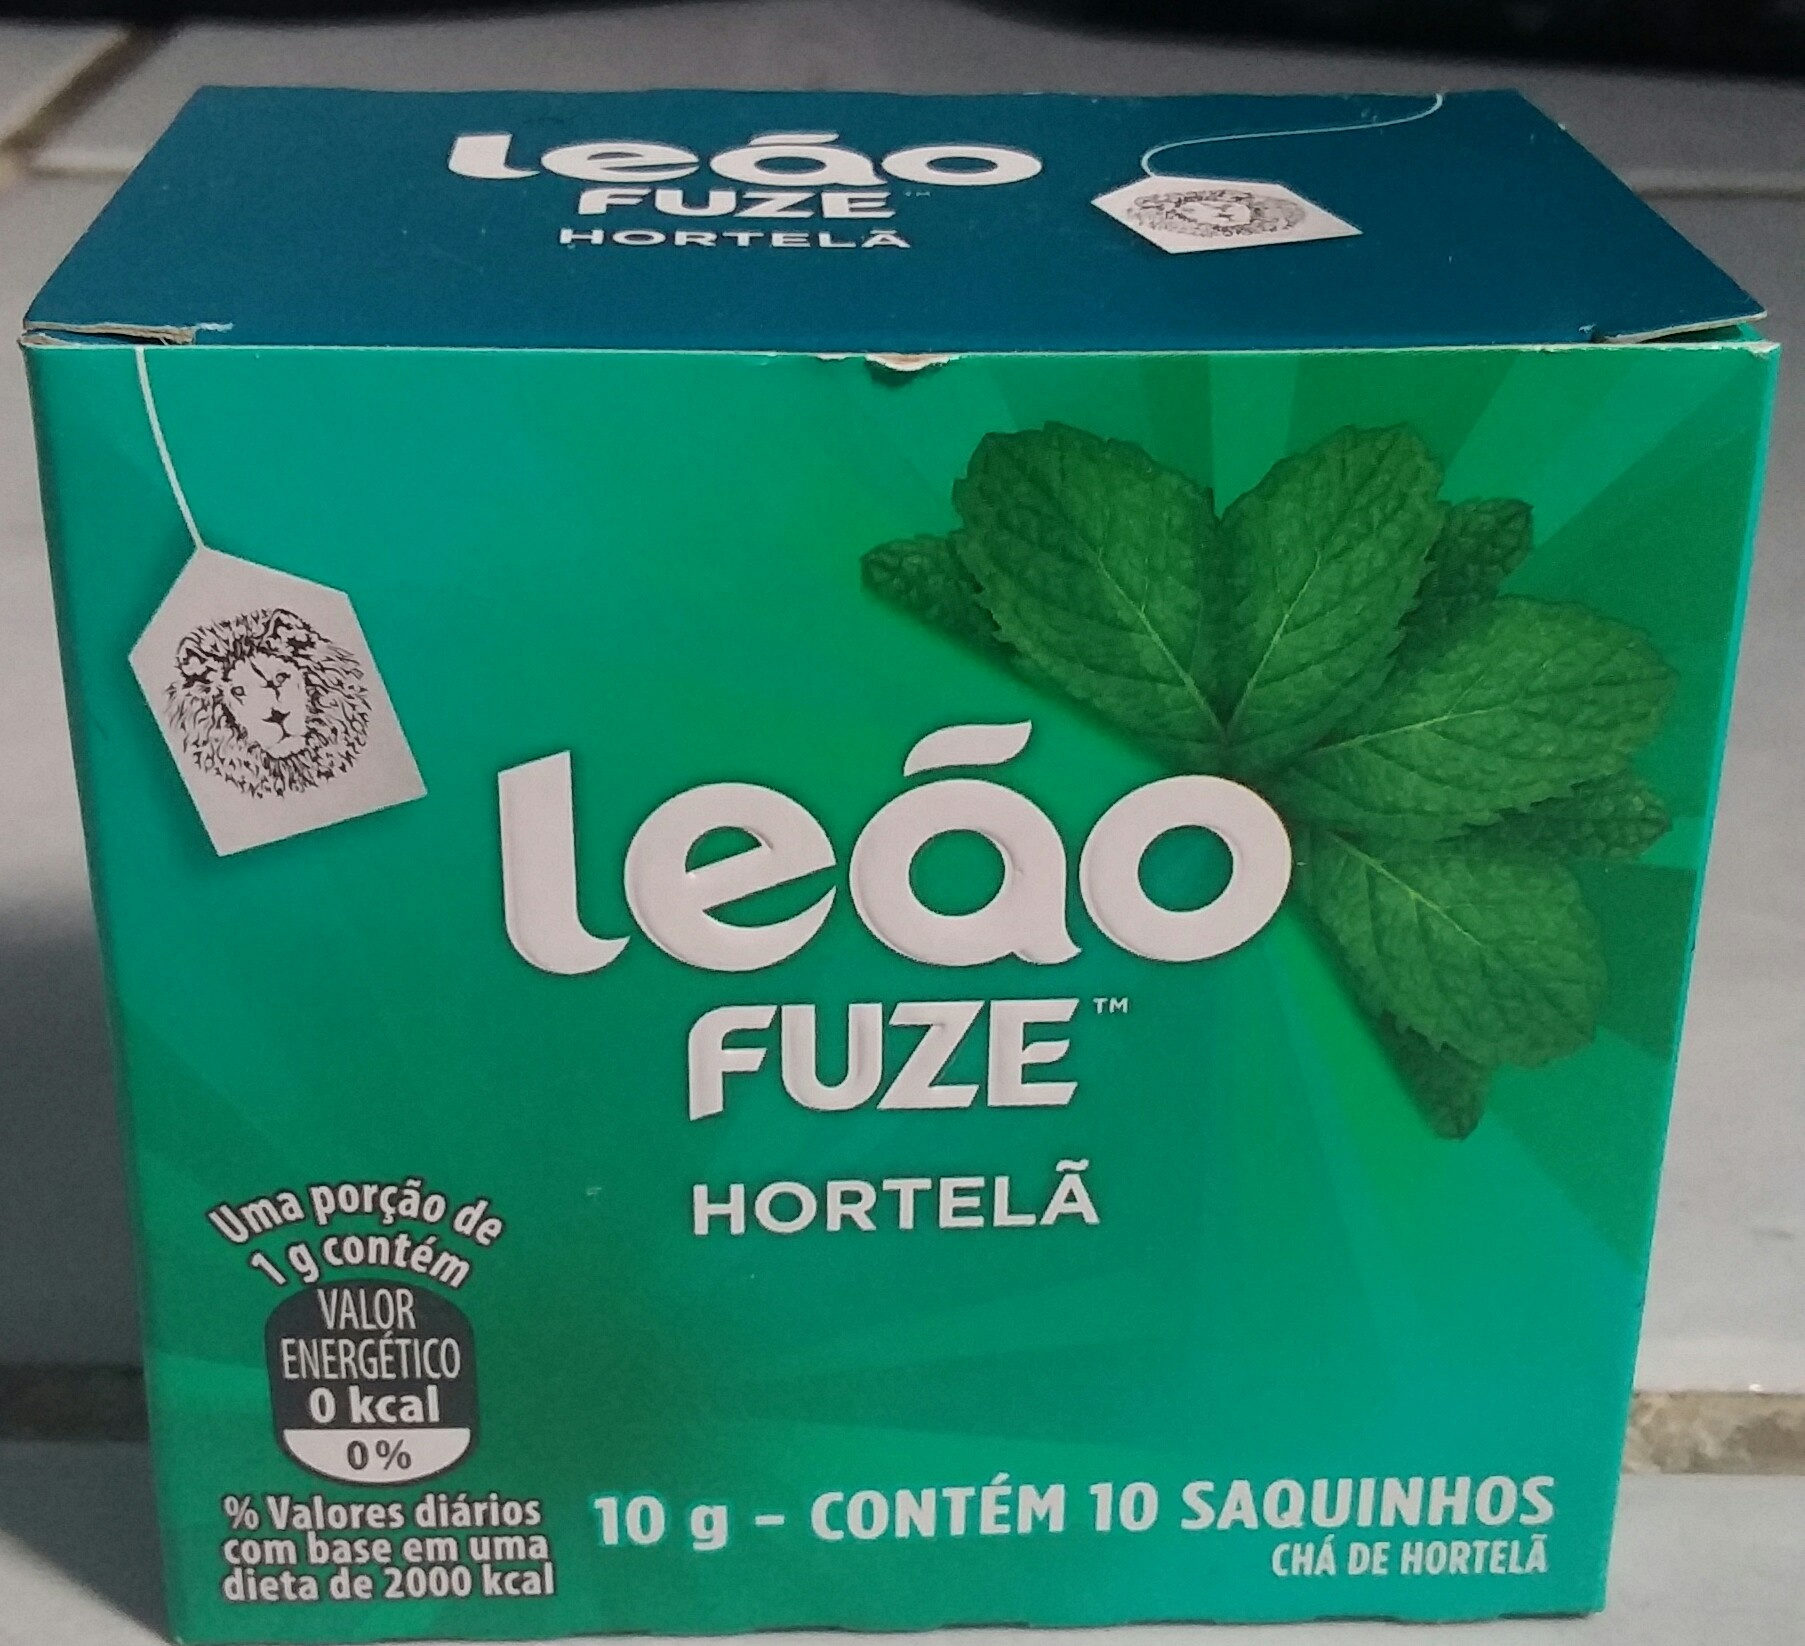 leão
FUZE™
HORTELÃ
leão
FUZE™
HORTELÃ
Uma porção de
1 g contém
VALOR
ENERGÉTICO
0 kcal
0%
% Valores diários
com base em uma
dieta de 2000 kcal
10 g - CONTÉM 10 SAQUINHOS
CHÁ DE HORTELÃ